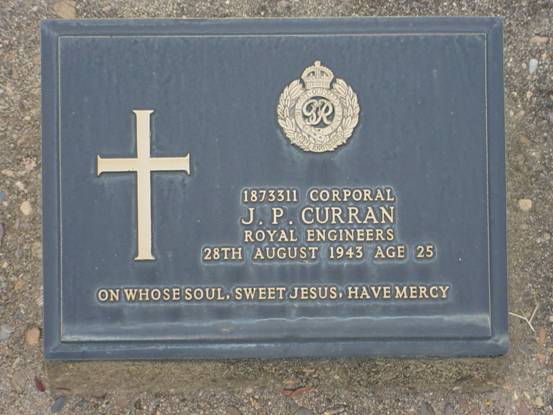 1873311 CORPORAL
J. P. CURRAN
ROYAL ENGINEERS
28TH AUGUST 1943 AGE 25
ON WHOSE SOUL, SWEET JESUS, HAVE MERCY